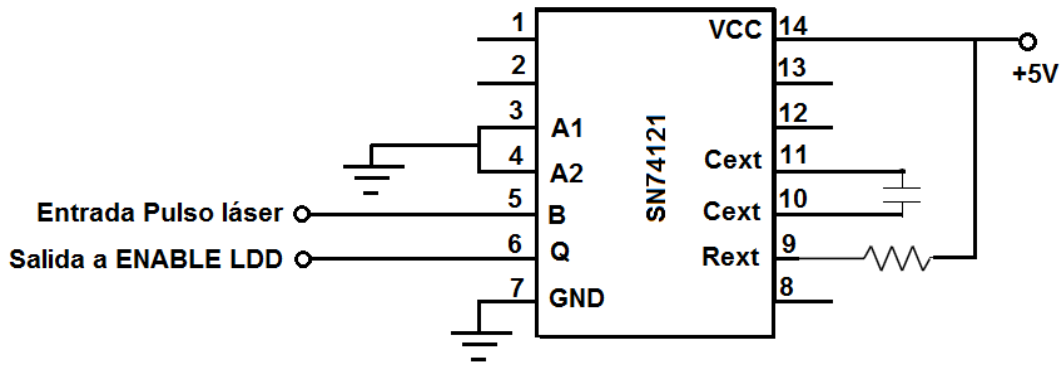 1
VCC
14
2
13
+5V
3
A1
12
4
A2
Cext
11
SN74121
Entrada Pulso láser
5
B
Cext
10
Salida a ENABLE LDD
6
Q
Rext
9
7
GND
8